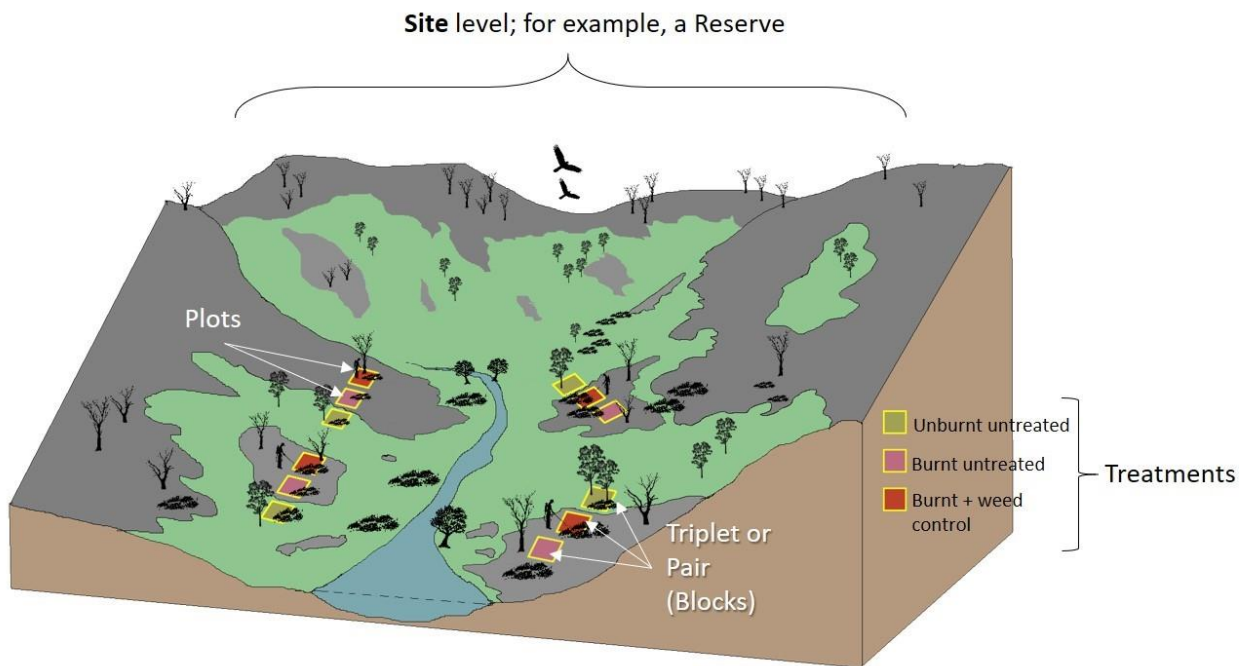 Site level; for example, a Reserve
Plots
Unburnt untreated
Burnt untreated
Burnt + weed
control
Treatments
Triplet or
Pair
(Blocks)